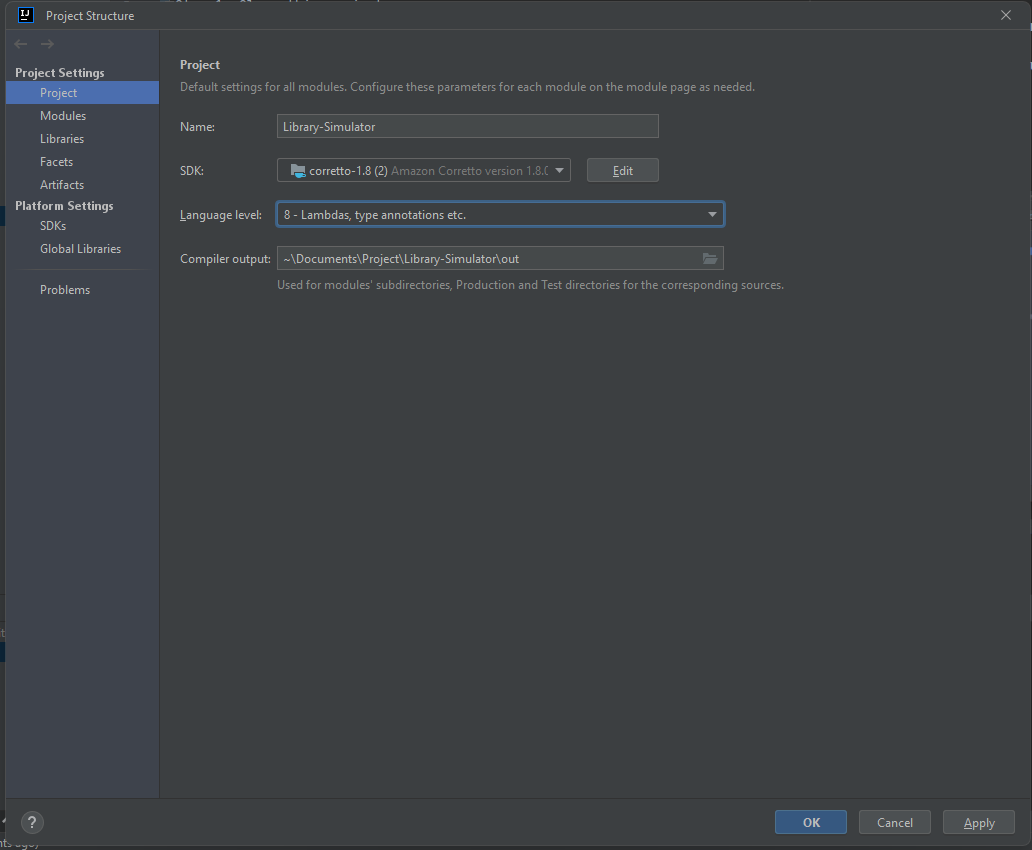 IJ
Project Structure
Project Settings
Project
Modules
Libraries
Facets
Artifacts
Platform Settings
SDKs
Global Libraries
Problems
Project
Default settings for all modules. Configure these parameters for each module on the module page as needed.
Name: Library-Simulator
SDK: corretto-1.8 (2) Amazon Corretto version 1.8.0 Edit
Language level: 8 - Lambdas, type annotations etc.
Compiler output: ~\Documents\Project\Library-Simulator\out
Used for modules' subdirectories, Production and Test directories for the corresponding sources.
? OK Cancel Apply